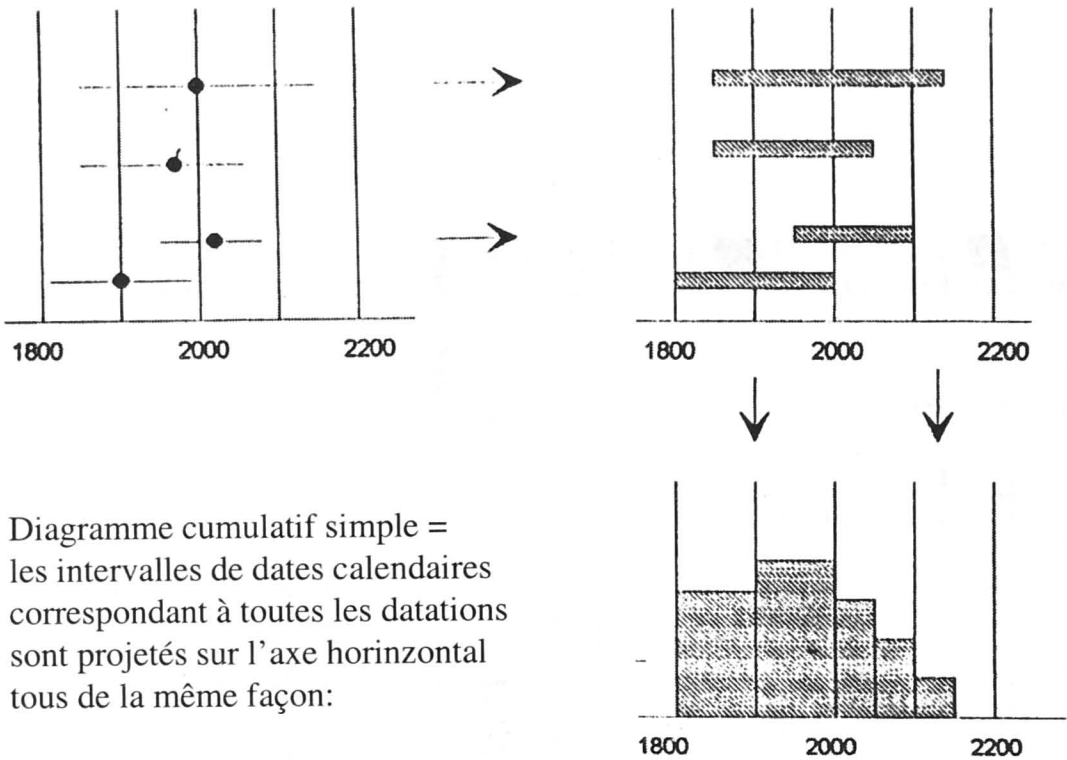 1800 2000 2200
1800 2000 2200
Diagramme cumulatif simple =
les intervalles de dates calendaires
correspondant à toutes les datations
sont projetés sur l'axe horinzontal
tous de la même façon:
1800 2000 2200